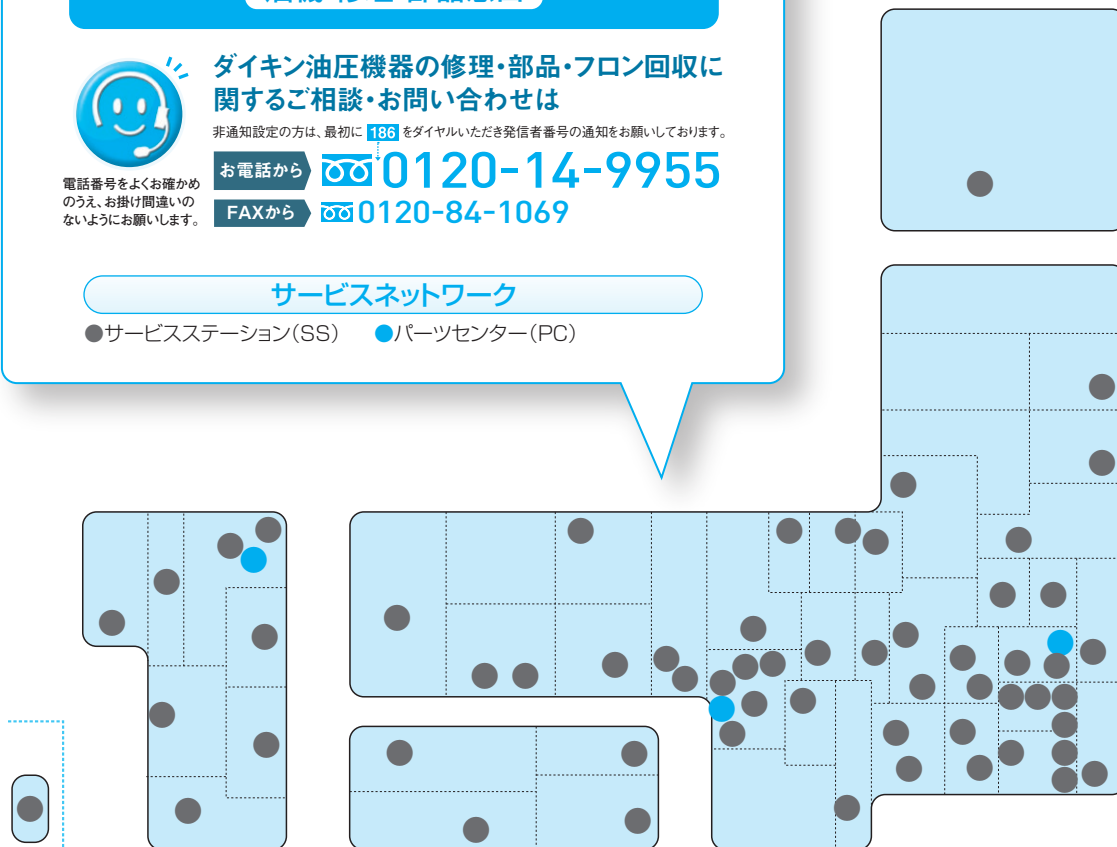 ダイキン油圧機器の修理・部品・フロン回収に
関するご相談・お問い合わせは
非通知設定の方は、最初に 186 をダイヤルいただき発信者番号の通知をお願いしております。
お電話から 0120-14-9955
FAXから 0120-84-1069
電話番号をよくお確かめ
のうえ、お掛け間違いの
ないようにお願いします。
サービスネットワーク
●サービスステーション(SS) ●パーツセンター(PC)